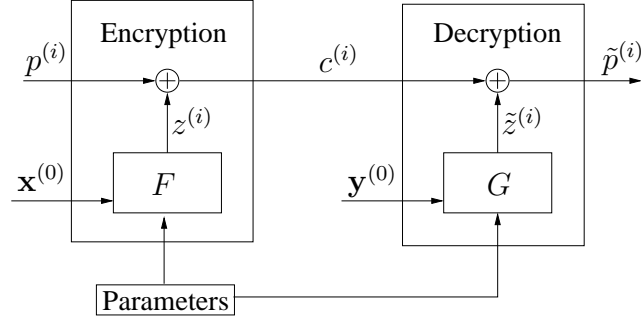 Encryption
Decryption
p^{(i)}
c^{(i)}
\tilde{p}^{(i)}
z^{(i)}
\tilde{z}^{(i)}
\mathbf{x}^{(0)}
F
\mathbf{y}^{(0)}
G
Parameters